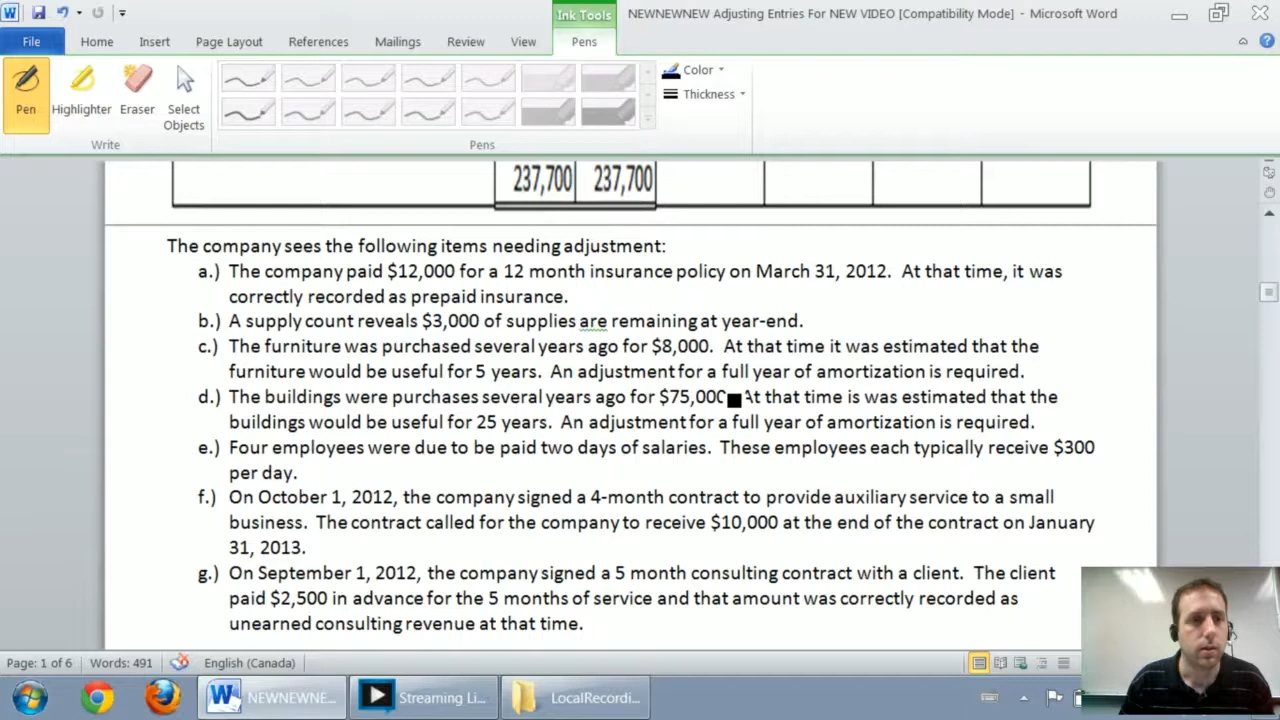 Ink Tools
NEWNEWNEW Adjusting Entries For NEW VIDEO [Compatibility Mode] - Microsoft Word
File Home Insert Page Layout References Mailings Review View Pens
Pen Highlighter Eraser Select Objects
Color
Thickness
Write Pens
237,700 237,700
The company sees the following items needing adjustment:
a.) The company paid $12,000 for a 12 month insurance policy on March 31, 2012. At that time, it was
correctly recorded as prepaid insurance.
b.) A supply count reveals $3,000 of supplies are remaining at year-end.
c.) The furniture was purchased several years ago for $8,000. At that time it was estimated that the
furniture would be useful for 5 years. An adjustment for a full year of amortization is required.
d.) The buildings were purchases several years ago for $75,000 At that time is was estimated that the
buildings would be useful for 25 years. An adjustment for a full year of amortization is required.
e.) Four employees were due to be paid two days of salaries. These employees each typically receive $300
per day.
f.) On October 1, 2012, the company signed a 4-month contract to provide auxiliary service to a small
business. The contract called for the company to receive $10,000 at the end of the contract on January
31, 2013.
g.) On September 1, 2012, the company signed a 5 month consulting contract with a client. The client
paid $2,500 in advance for the 5 months of service and that amount was correctly recorded as
unearned consulting revenue at that time.
Page: 1 of 6 Words: 491 English (Canada)
NEWNEWNE... Streaming Li... LocalRecordi...